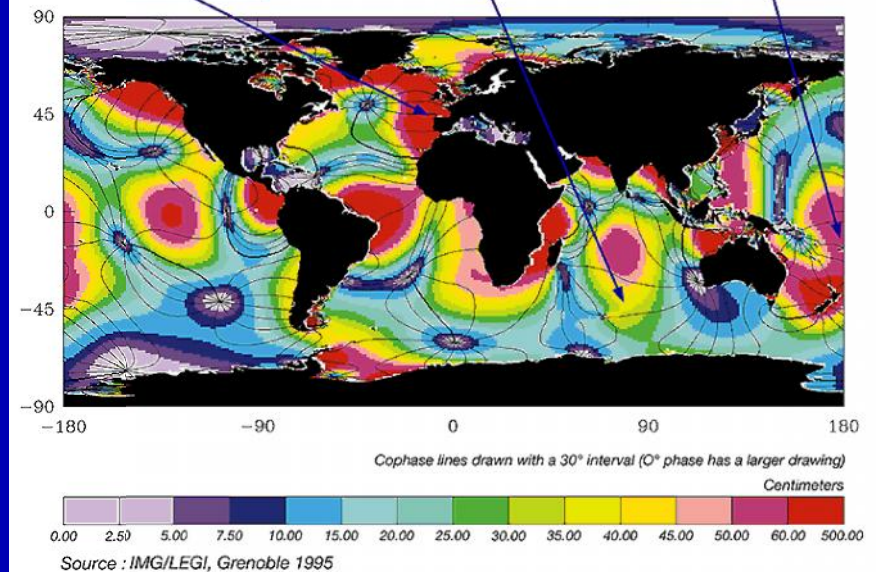 90
45
0
−45
−90
−180 −90 0 90 180
Cophase lines drawn with a 30° interval (O° phase has a larger drawing)
Centimeters
0.00 2.50 5.00 7.50 10.00 15.00 20.00 25.00 30.00 35.00 40.00 45.00 50.00 60.00 500.00
Source : IMG/LEGI, Grenoble 1995